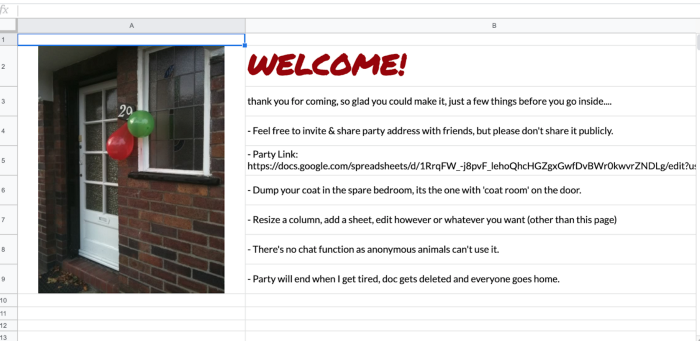 fx
A
B
1
2
WELCOME!
20
3
thank you for coming, so glad you could make it, just a few things before you go inside....
4
- Feel free to invite & share party address with friends, but please don't share it publicly.
5
- Party Link:
https://docs.google.com/spreadsheets/d/1RrqFW_-j8pvF_lehoQhcHGZgxGwfDvBWr0kwvrZNDLg/edit?u
6
- Dump your coat in the spare bedroom, its the one with 'coat room' on the door.
7
- Resize a column, add a sheet, edit however or whatever you want (other than this page)
8
- There's no chat function as anonymous animals can't use it.
9
- Party will end when I get tired, doc gets deleted and everyone goes home.
10
11
12
13